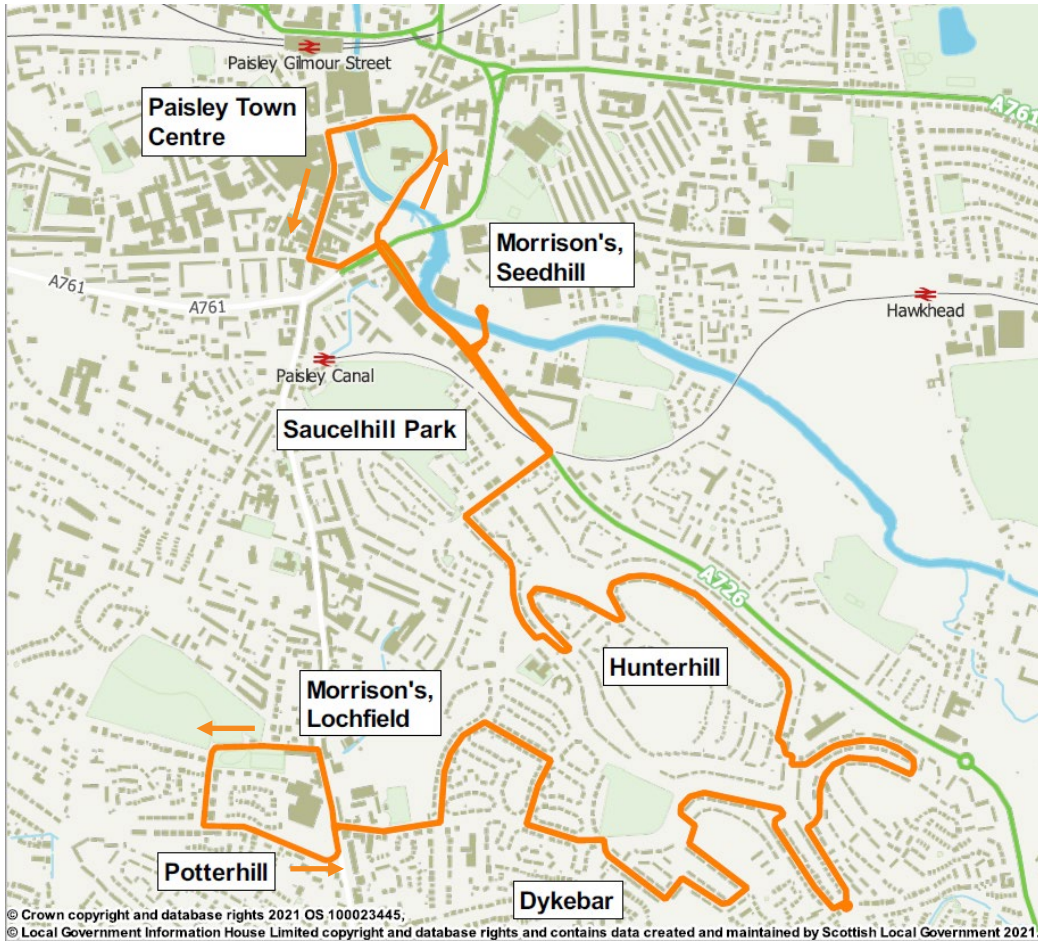 Paisley Gilmour Street
Paisley Town
Centre
A761
Morrison's,
Seedhill
A761
A761
Hawkhead
Paisley Canal
Saucelhill Park
A726
Hunterhill
Morrison's,
Lochfield
Potterhill
Dykebar
© Crown copyright and database rights 2021 OS 100023445,
© Local Government Information House Limited copyright and database rights and contains data created and maintained by Scottish Local Government 2021.